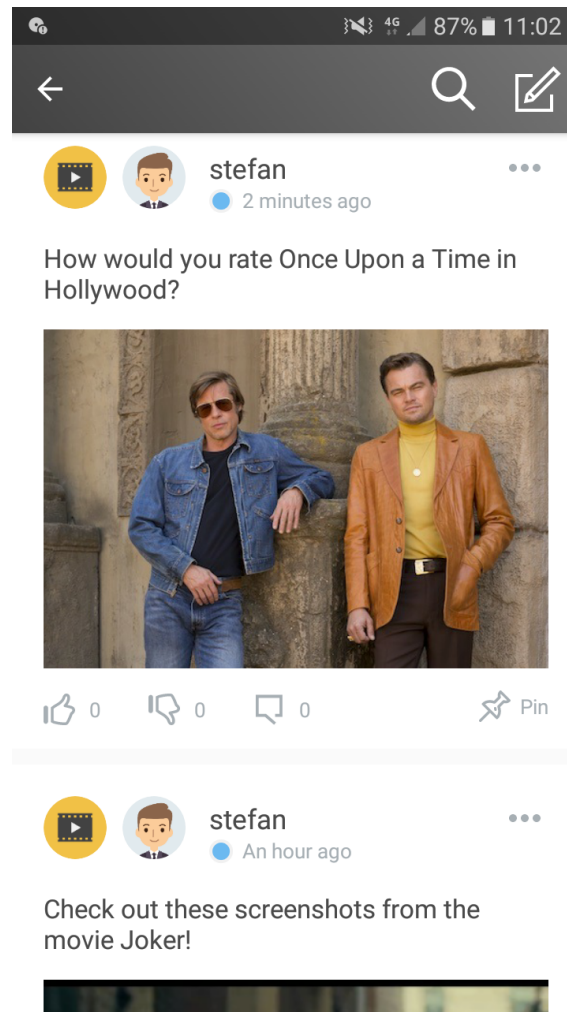 4G 87% 11:02
stefan
2 minutes ago
How would you rate Once Upon a Time in
Hollywood?
0 0 0 Pin
stefan
An hour ago
Check out these screenshots from the
movie Joker!